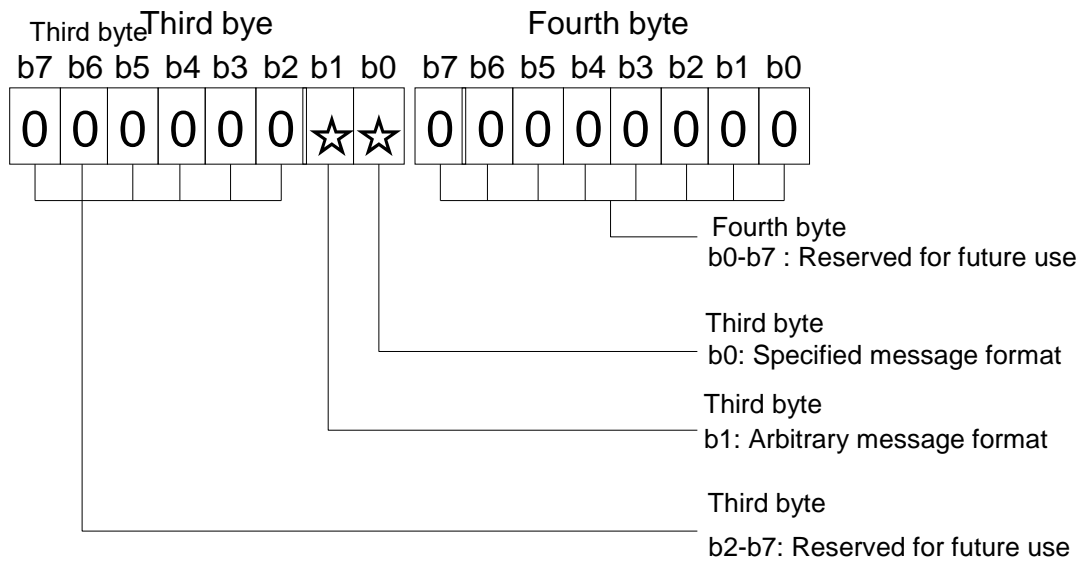 Third byte Third bye Fourth byte
b7 b6 b5 b4 b3 b2 b1 b0 b7 b6 b5 b4 b3 b2 b1 b0
0 0 0 0 0 0 ☆ ☆ 0 0 0 0 0 0 0 0
Fourth byte
b0-b7 : Reserved for future use
Third byte
b0: Specified message format
Third byte
b1: Arbitrary message format
Third byte
b2-b7: Reserved for future use